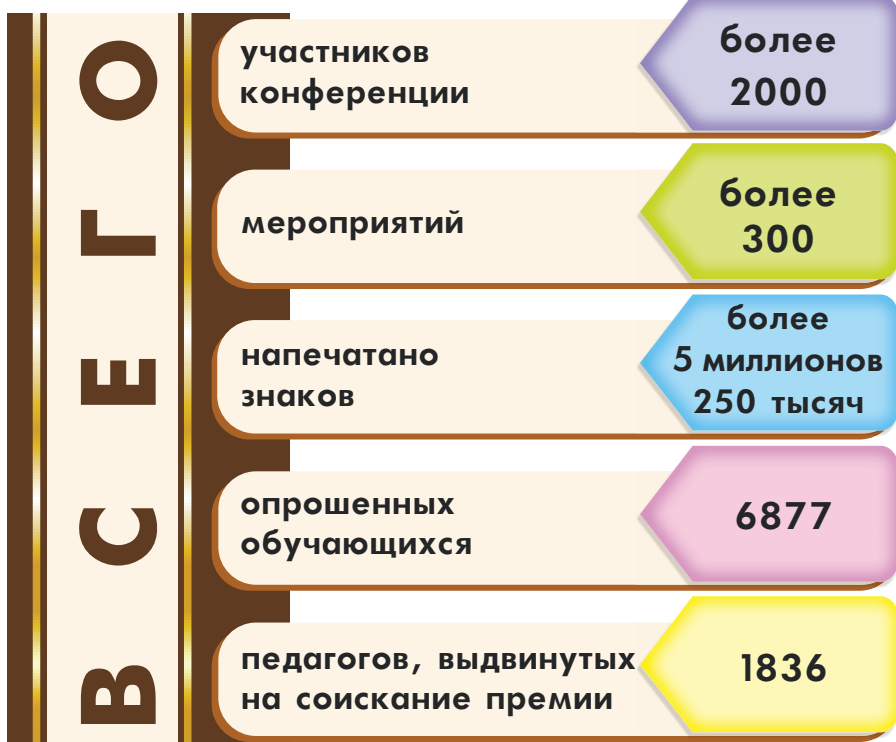 ВСЕГО
участников
конференции
более
2000
мероприятий
более
300
напечатано
знаков
более
5 миллионов
250 тысяч
опрошенных
обучающихся
6877
педагогов, выдвинутых
на соискание премии
1836